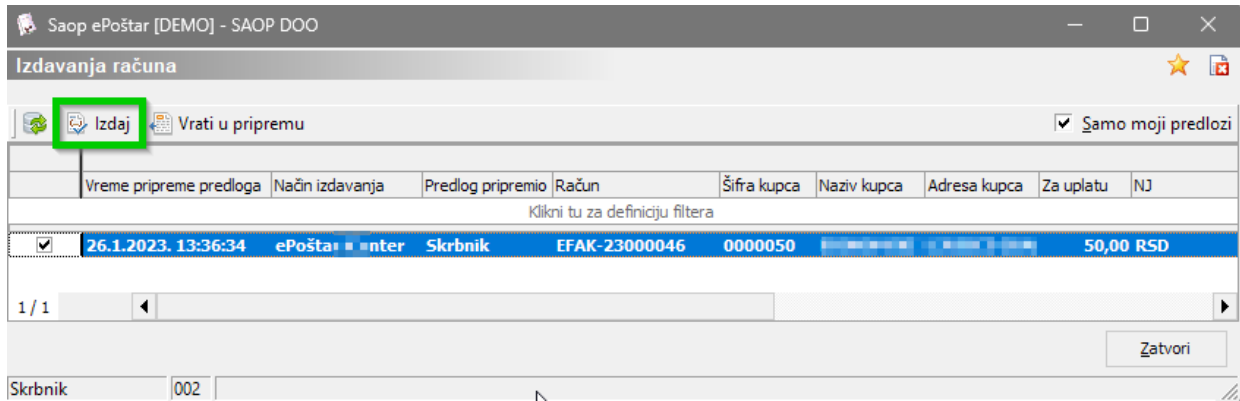 Saop ePoštar [DEMO] - SAOP DOO
Izdavanja računa
Izdaj Vrati u pripremu Samo moji predlozi
Vreme pripreme predloga Način izdavanja Predlog pripremio Račun Šifra kupca Naziv kupca Adresa kupca Za uplatu NJ
Klikni tu za definiciju filtera
26.1.2023. 13:36:34 Skrbnik EFAK-23000046 0000050 50,00 RSD
1 / 1
Zatvori
Skrbnik 002